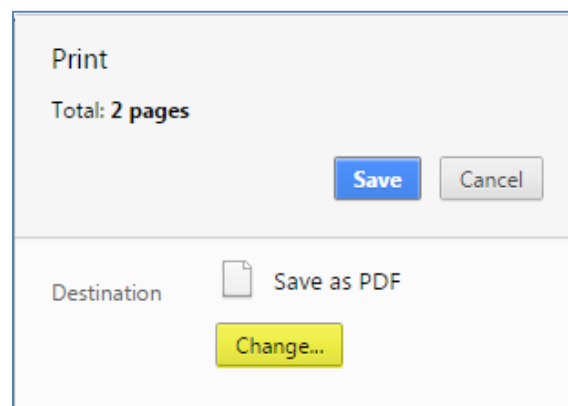 Print
Total: 2 pages
Save Cancel
Destination Save as PDF
Change...